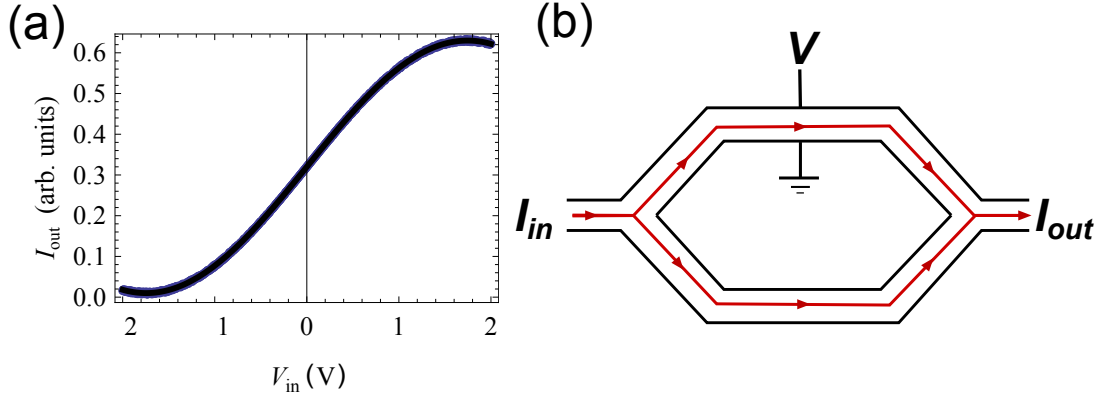 (a)
0.6
0.5
0.4
0.3
0.2
0.1
0.0
I_out (arb. units)
2 1 0 1 2
V_in (V)
(b)
V
I_in
I_out